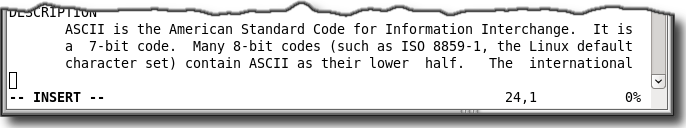 DESCRIPTION
ASCII is the American Standard Code for Information Interchange.  It is
a  7-bit code.  Many 8-bit codes (such as ISO 8859-1, the Linux default
character set) contain ASCII as their lower  half.   The  international
-- INSERT -- 24,1 0%